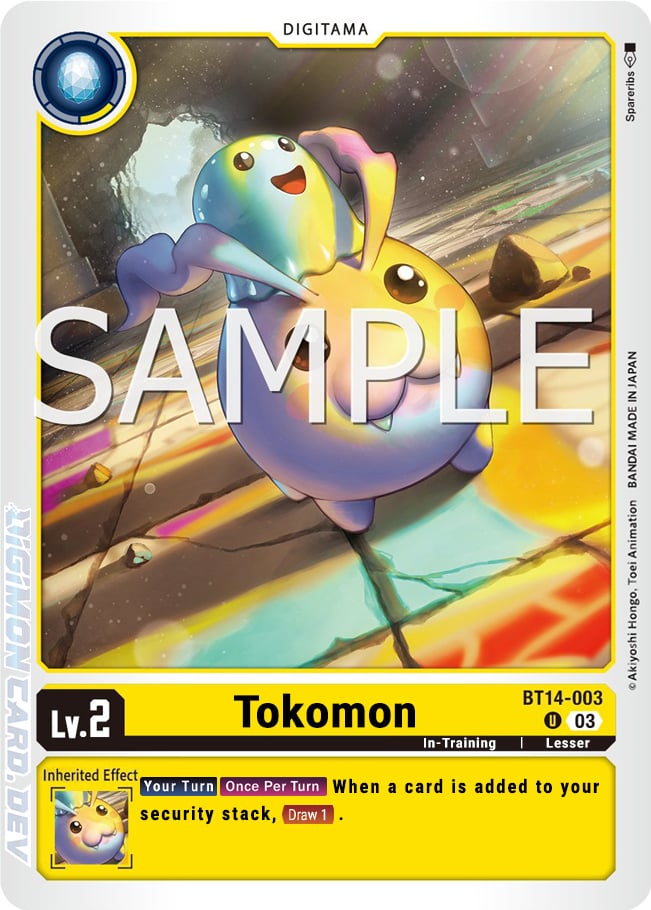 DIGITAMA
Spareribs
SAMPLE
© Akiyoshi Hongo, Toei Animation BANDAI MADE IN JAPAN
DIGIMON CARD.DEV
Lv.2
Tokomon
BT14-003
U 03
In-Training | Lesser
Inherited Effect
Your Turn Once Per Turn When a card is added to your
security stack, Draw 1 .